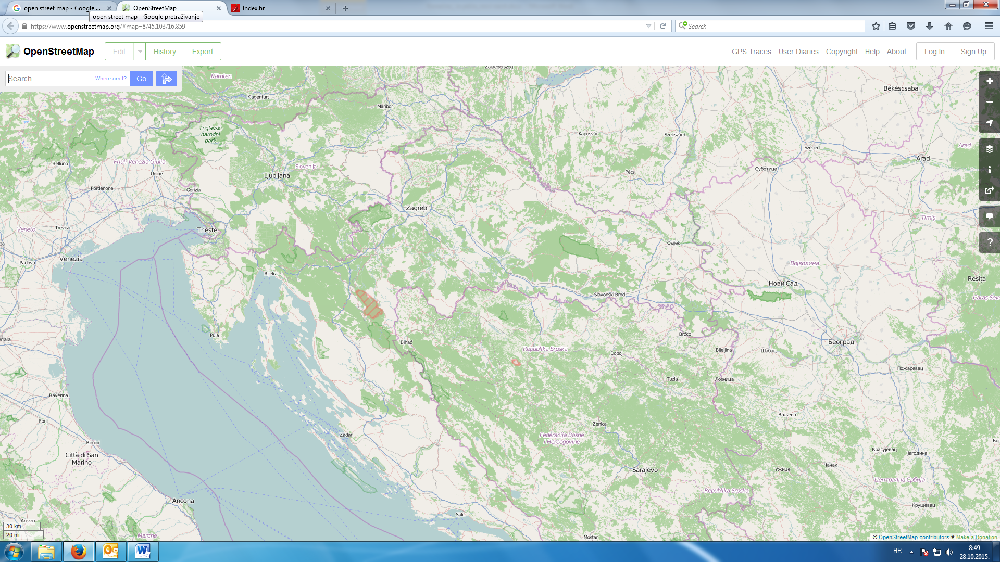 open street map - Google ...
OpenStreetMap
Index.hr
open street map - Google pretraživanje
https://www.openstreetmap.org/#map=8/45.103/16.859
Search
OpenStreetMap
Edit
History
Export
GPS Traces
User Diaries
Copyright
Help
About
Log In
Sign Up
Search
Where am I?
Go
Kärnten
Zalaegerszeg
Békéscsaba
Klagenfurt
Maribor
Triglavski
narodni
park
Kaposvár
Szekszárd
Szeged
Arad
Arad
Belluno
Friuli Venezia Giulia
Udine
Slovenija
Ljubljana
Pécs
Суботица
Pordenone
Gorizia
Zagreb
Timiș
Veneto
Treviso
Trieste
Osijek
Venezia
Padova
Војводина
Rijeka
Нови Сад
Reșița
Slavonski Brod
Caraș Seve
Pula
Bihać
Republika Srpska
Doboj
Brčko
Bijeljina
Шабац
Београд
Пожаревац
Tuzla
Лозница
Ravenna
Forlì
Ваљево
Zenica
Zadar
Federacija Bosne
i Hercegovine
Rimini
Città di San
Marino
Крагујевац
Јагодина
Чачак
Ужице
Sarajevo
Централна Србија
Republika Srpska
Ancona
Крушевац
Split
Arezzo
Marche
Mostar
30 km
20 mi
© OpenStreetMap contributors ♥ Make a Donation
HR
8:49
28.10.2015.